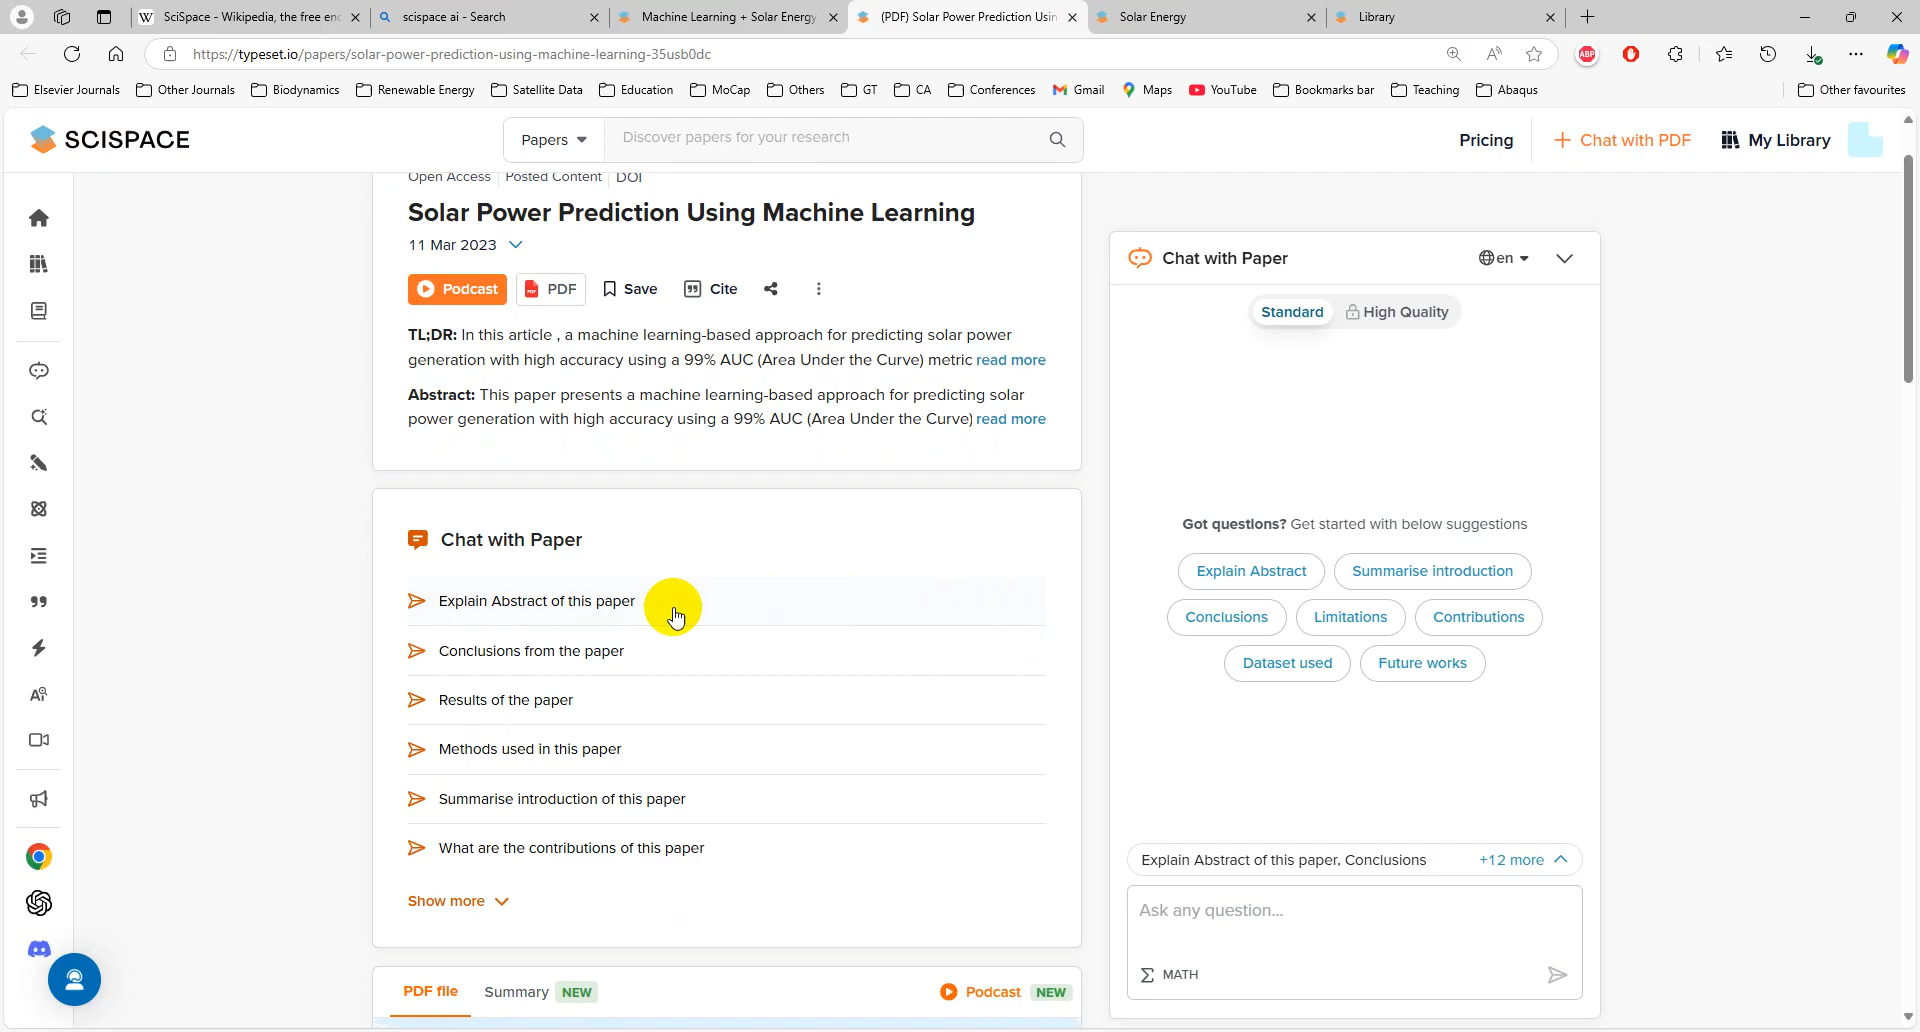 SciSpace - Wikipedia, the free enc
scispace ai - Search
Machine Learning + Solar Energy
(PDF) Solar Power Prediction Usin
Solar Energy
Library
https://typeset.io/papers/solar-power-prediction-using-machine-learning-35usb0dc
Elsevier Journals
Other Journals
Biodynamics
Renewable Energy
Satellite Data
Education
MoCap
Others
GT
CA
Conferences
Gmail
Maps
YouTube
Bookmarks bar
Teaching
Abaqus
Other favourites
SCISPACE
Papers
Discover papers for your research
Pricing
Chat with PDF
My Library
Open Access Posted Content DOI
Solar Power Prediction Using Machine Learning
11 Mar 2023
Podcast
PDF
Save
Cite
TL;DR: In this article , a machine learning-based approach for predicting solar power
generation with high accuracy using a 99% AUC (Area Under the Curve) metric read more
Abstract: This paper presents a machine learning-based approach for predicting solar
power generation with high accuracy using a 99% AUC (Area Under the Curve) read more
Chat with Paper
Explain Abstract of this paper
Conclusions from the paper
Results of the paper
Methods used in this paper
Summarise introduction of this paper
What are the contributions of this paper
Show more
PDF file
Summary NEW
Podcast NEW
Chat with Paper
en
Standard
High Quality
Got questions? Get started with below suggestions
Explain Abstract
Summarise introduction
Conclusions
Limitations
Contributions
Dataset used
Future works
Explain Abstract of this paper, Conclusions
+12 more
Ask any question...
MATH